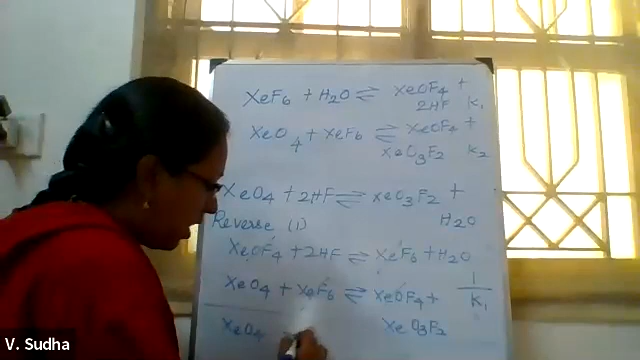 XeF6 + H2O ⇌ XeOF4 +
2HF K1
XeO4 + XeF6 ⇌ XeOF4 +
XeO3F2 K2
XeO4 + 2HF ⇌ XeO3F2 +
H2O
Reverse (1)
XeOF4 + 2HF ⇌ XeF6 + H2O
1/K1
XeO4 + XeF6 ⇌ XeOF4 +
XeO3F2
XeO4
V. Sudha